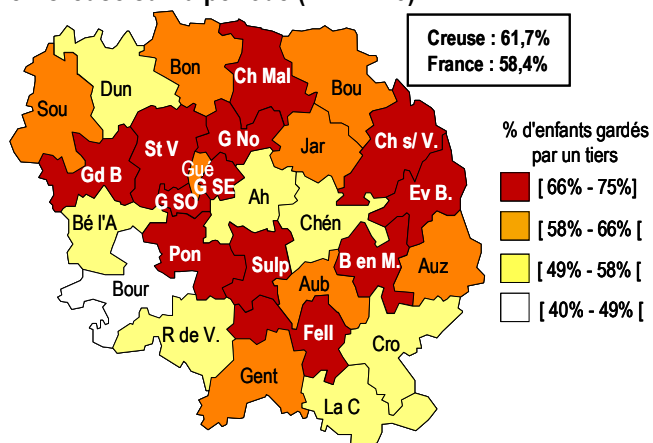 Creuse : 61,7%
France : 58,4%
% d'enfants gardés
par un tiers
[ 66% - 75%]
[ 58% - 66% [
[ 49% - 58% [
[ 40% - 49% [
Bon
Ch Mal
Dun
Bou
Sou
St V
G No
Jar
Ch s/ V.
Gué
Gd B
G SE
Ah
Ev B.
G SO
Bé l'A
Chén
Pon
Sulp
B en M.
Auz
Bour
Aub
R de V.
Fell
Cro
Gent
La C